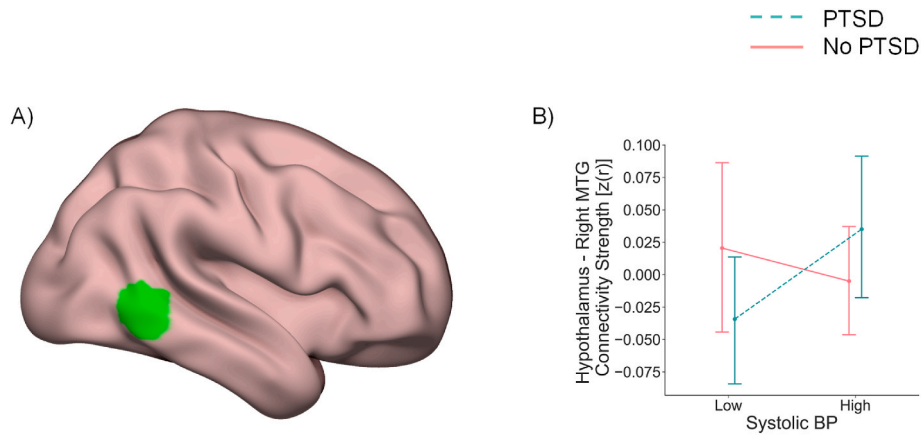 PTSD
No PTSD
A)
B)
Hypothalamus - Right MTG
Connectivity Strength [z(r)]
0.100
0.075
0.050
0.025
0.000
−0.025
−0.050
−0.075
Low
High
Systolic BP